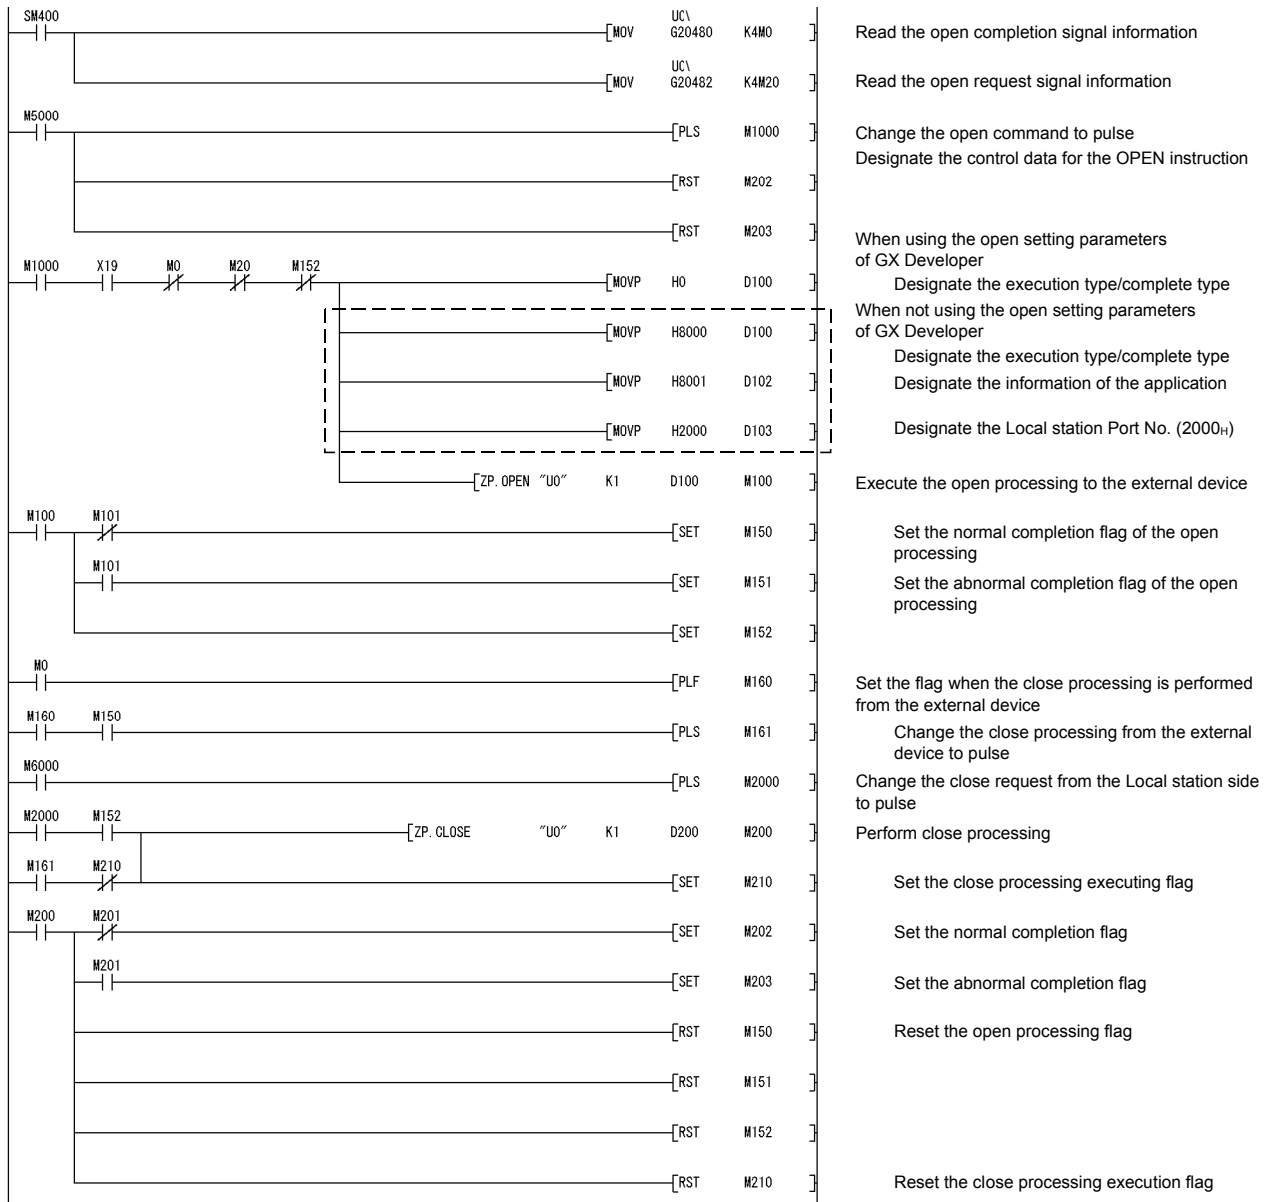 SM400
UC\
[MOV G20480 K4M0 ] Read the open completion signal information
UC\
[MOV G20482 K4M20 ] Read the open request signal information
M5000
[PLS M1000 ] Change the open command to pulse
Designate the control data for the OPEN instruction
[RST M202 ]
[RST M203 ]
When using the open setting parameters
of GX Developer
M1000 X19 M0 M20 M152
[MOVP H0 D100 ] Designate the execution type/complete type
When not using the open setting parameters
[MOVP H8000 D100 ] of GX Developer
Designate the execution type/complete type
[MOVP H8001 D102 ] Designate the information of the application
[MOVP H2000 D103 ] Designate the Local station Port No. (2000H)
[ZP.OPEN "U0" K1 D100 M100 ] Execute the open processing to the external device
M100 M101
[SET M150 ] Set the normal completion flag of the open
processing
M101
[SET M151 ] Set the abnormal completion flag of the open
processing
[SET M152 ]
M0
[PLF M160 ] Set the flag when the close processing is performed
from the external device
M160 M150
[PLS M161 ] Change the close processing from the external
device to pulse
M6000
[PLS M2000 ] Change the close request from the Local station side
to pulse
M2000 M152
[ZP.CLOSE "U0" K1 D200 M200 ] Perform close processing
M161 M210
[SET M210 ] Set the close processing executing flag
M200 M201
[SET M202 ] Set the normal completion flag
M201
[SET M203 ] Set the abnormal completion flag
[RST M150 ] Reset the open processing flag
[RST M151 ]
[RST M152 ]
[RST M210 ] Reset the close processing execution flag